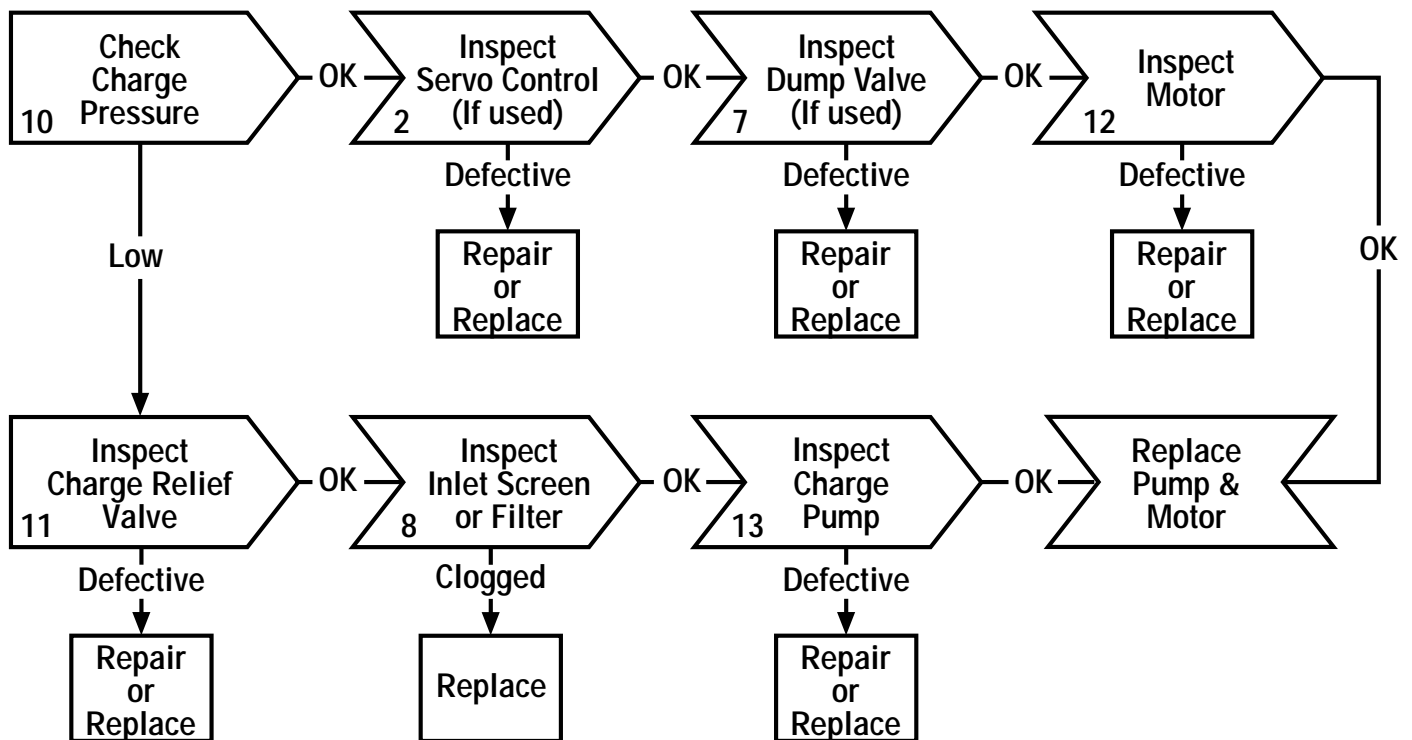 Check
Charge
Pressure
10
OK
Inspect
Servo Control
(If used)
2
OK
Inspect
Dump Valve
(If used)
7
OK
Inspect
Motor
12
Defective
Defective
Defective
Low
Repair
or
Replace
Repair
or
Replace
Repair
or
Replace
OK
Inspect
Charge Relief
Valve
11
OK
Inspect
Inlet Screen
or Filter
8
OK
Inspect
Charge
Pump
13
OK
Replace
Pump &
Motor
Defective
Clogged
Defective
Repair
or
Replace
Replace
Repair
or
Replace